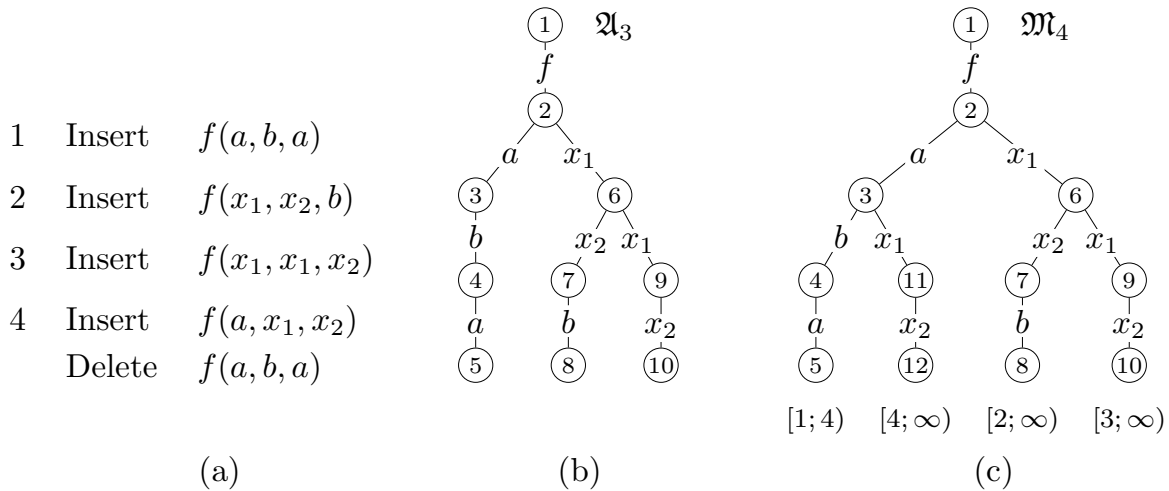 1 Insert f(a, b, a)
2 Insert f(x₁, x₂, b)
3 Insert f(x₁, x₁, x₂)
4 Insert f(a, x₁, x₂)
Delete f(a, b, a)
(a)
1 𝔄₃
f
2
a x₁
3 6
b x₂ x₁
4 7 9
a b x₂
5 8 10
(b)
1 𝔐₄
f
2
a x₁
3 6
b x₁ x₂ x₁
4 11 7 9
a x₂ b x₂
5 12 8 10
[1; 4) [4; ∞) [2; ∞) [3; ∞)
(c)